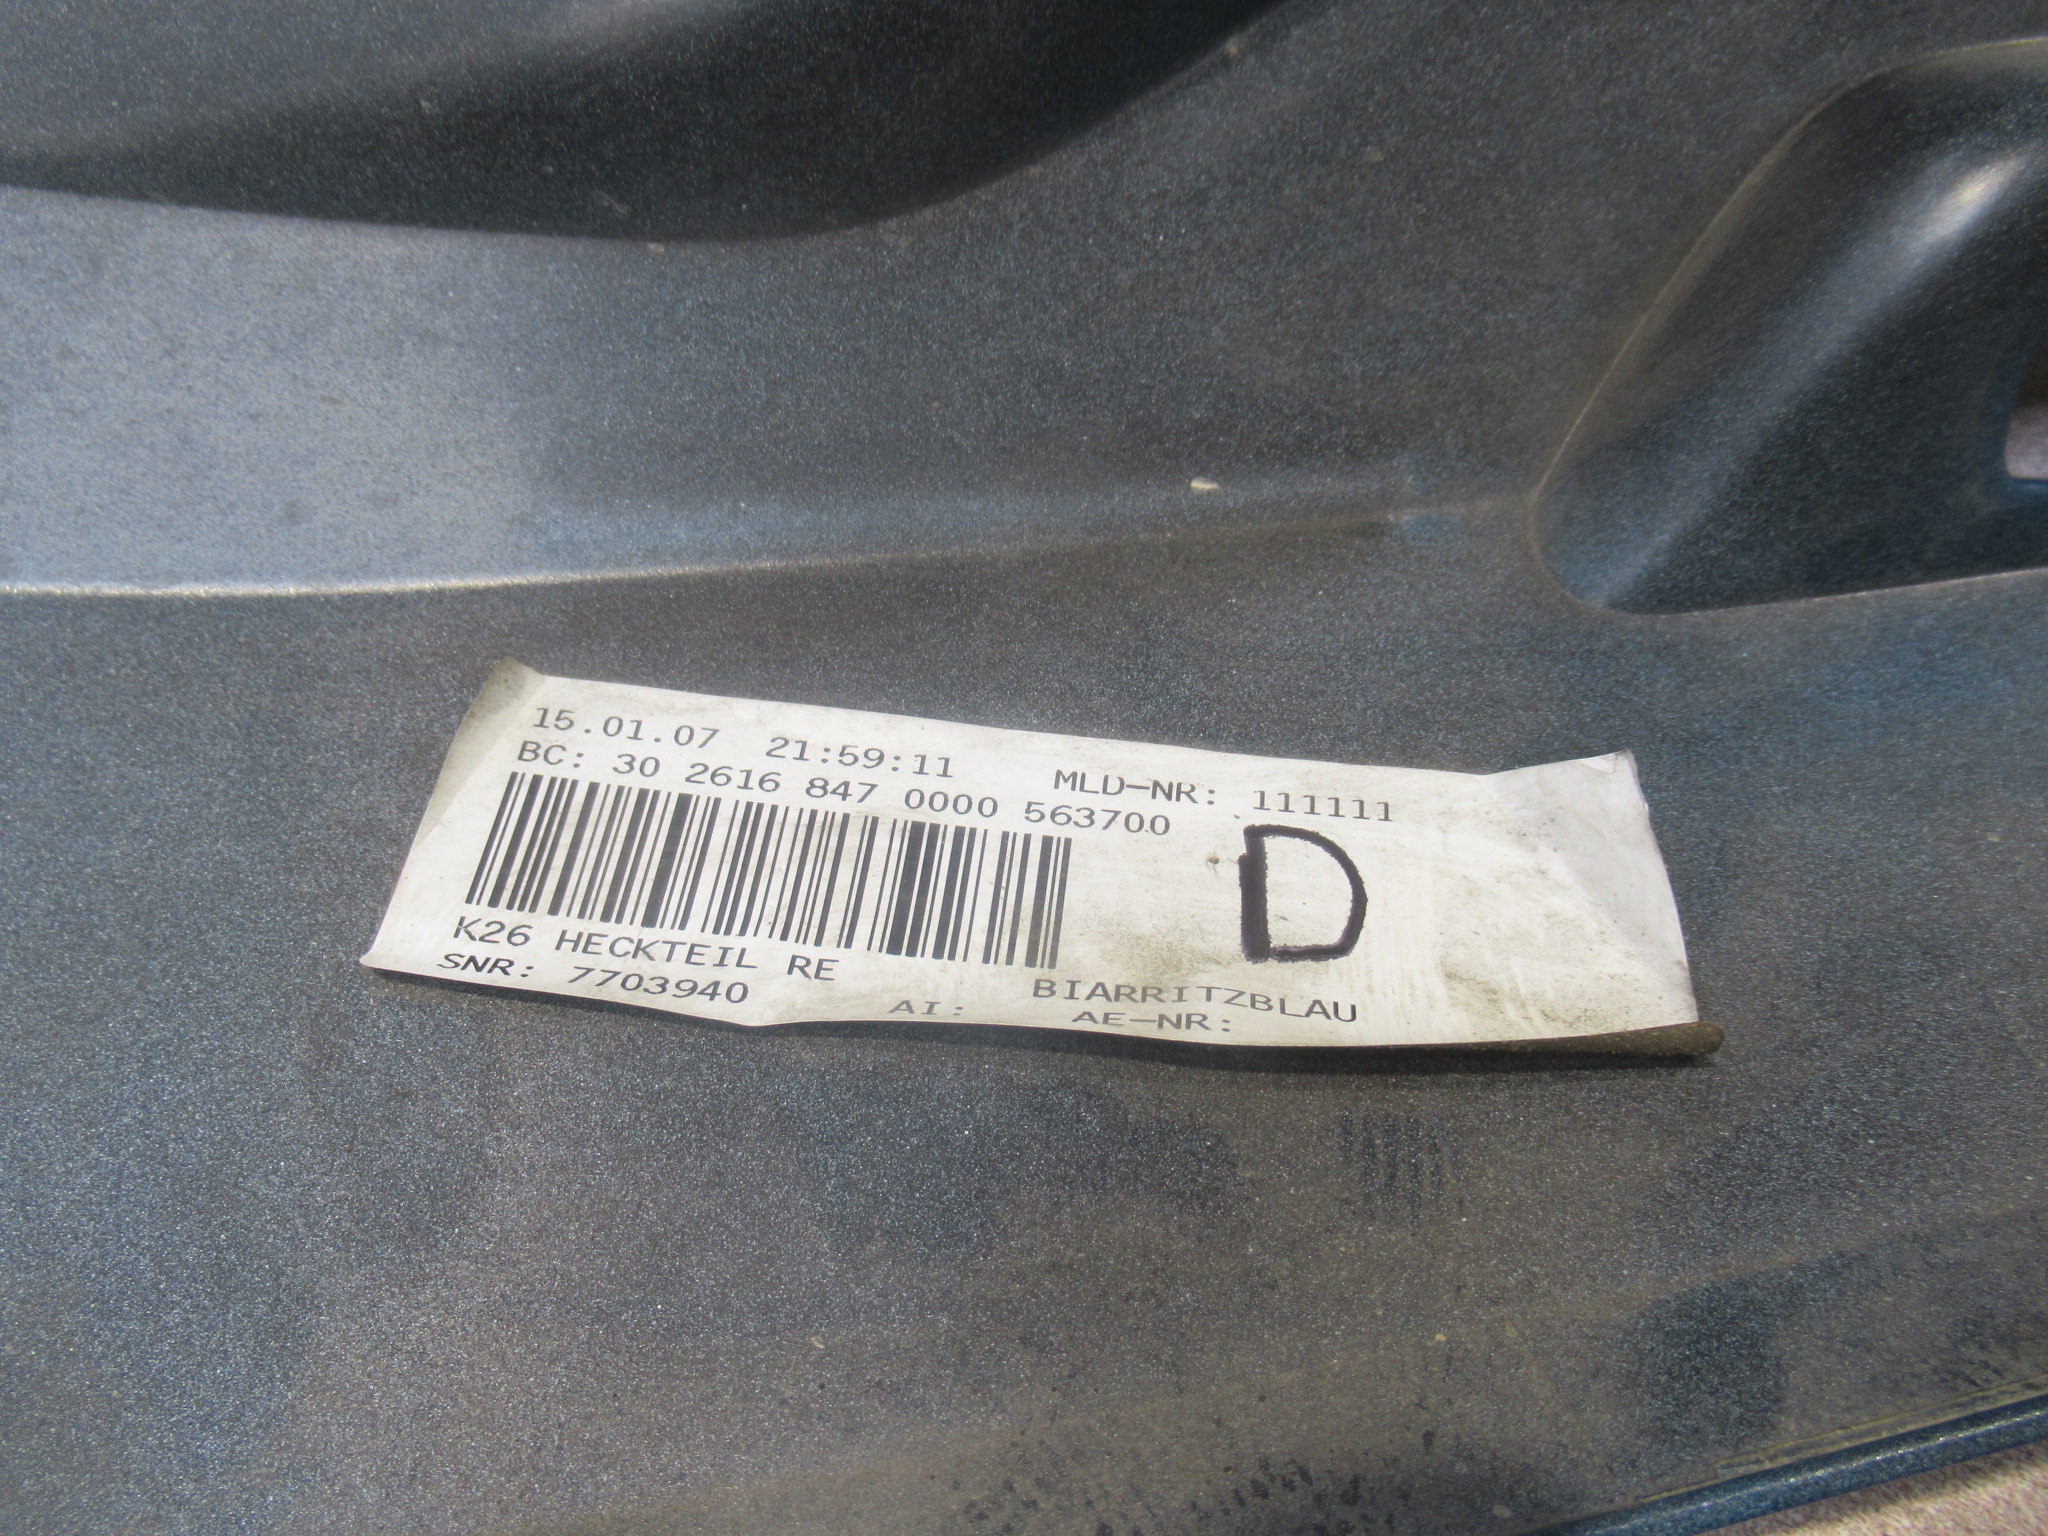 15.01.07 21:59:11 MLD-NR: 111111
BC: 30 2616 847 0000 563700
D
K26 HECKTEIL RE BIARRITZBLAU
SNR: 7703940 AI: AE-NR: